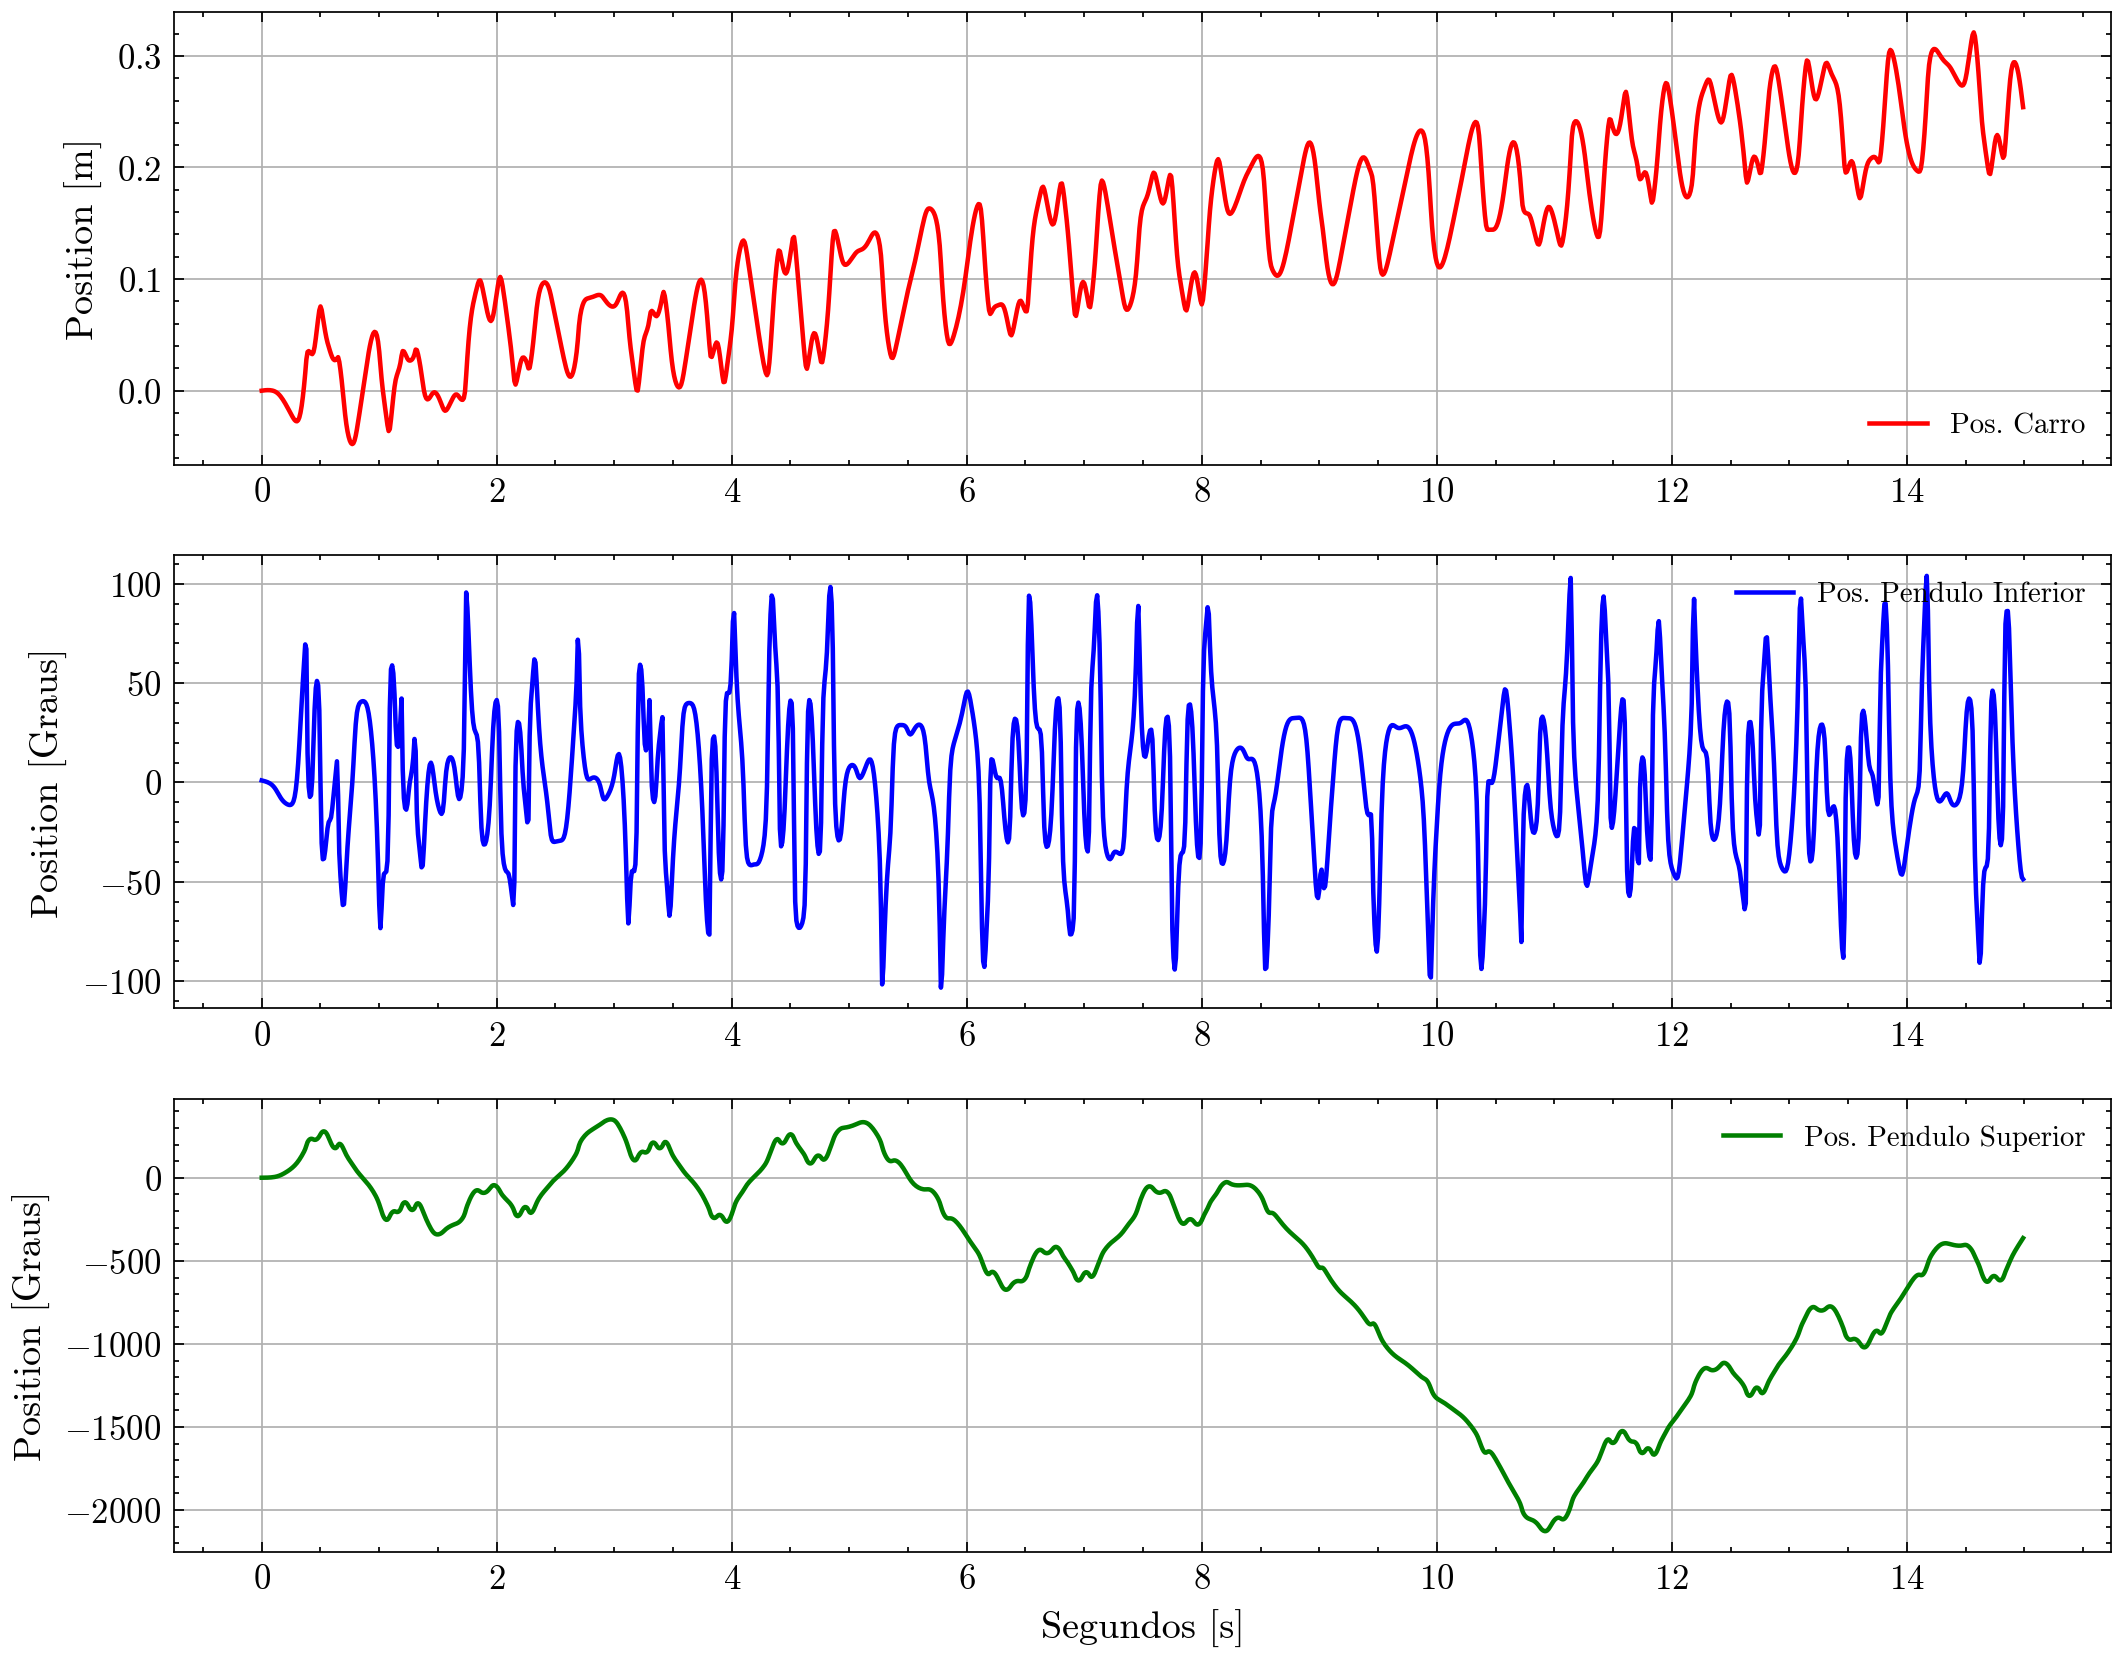 Position [m]
0.3
0.2
0.1
0.0
Pos. Carro
0 2 4 6 8 10 12 14
Position [Graus]
100
50
0
−50
−100
Pos. Pendulo Inferior
0 2 4 6 8 10 12 14
Position [Graus]
0
−500
−1000
−1500
−2000
Pos. Pendulo Superior
0 2 4 6 8 10 12 14
Segundos [s]